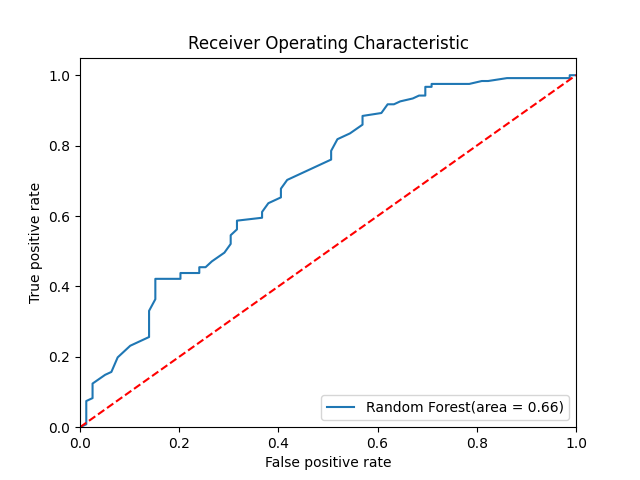 Receiver Operating Characteristic
True positive rate
1.0
0.8
0.6
0.4
0.2
0.0
Random Forest(area = 0.66)
0.0 0.2 0.4 0.6 0.8 1.0
False positive rate